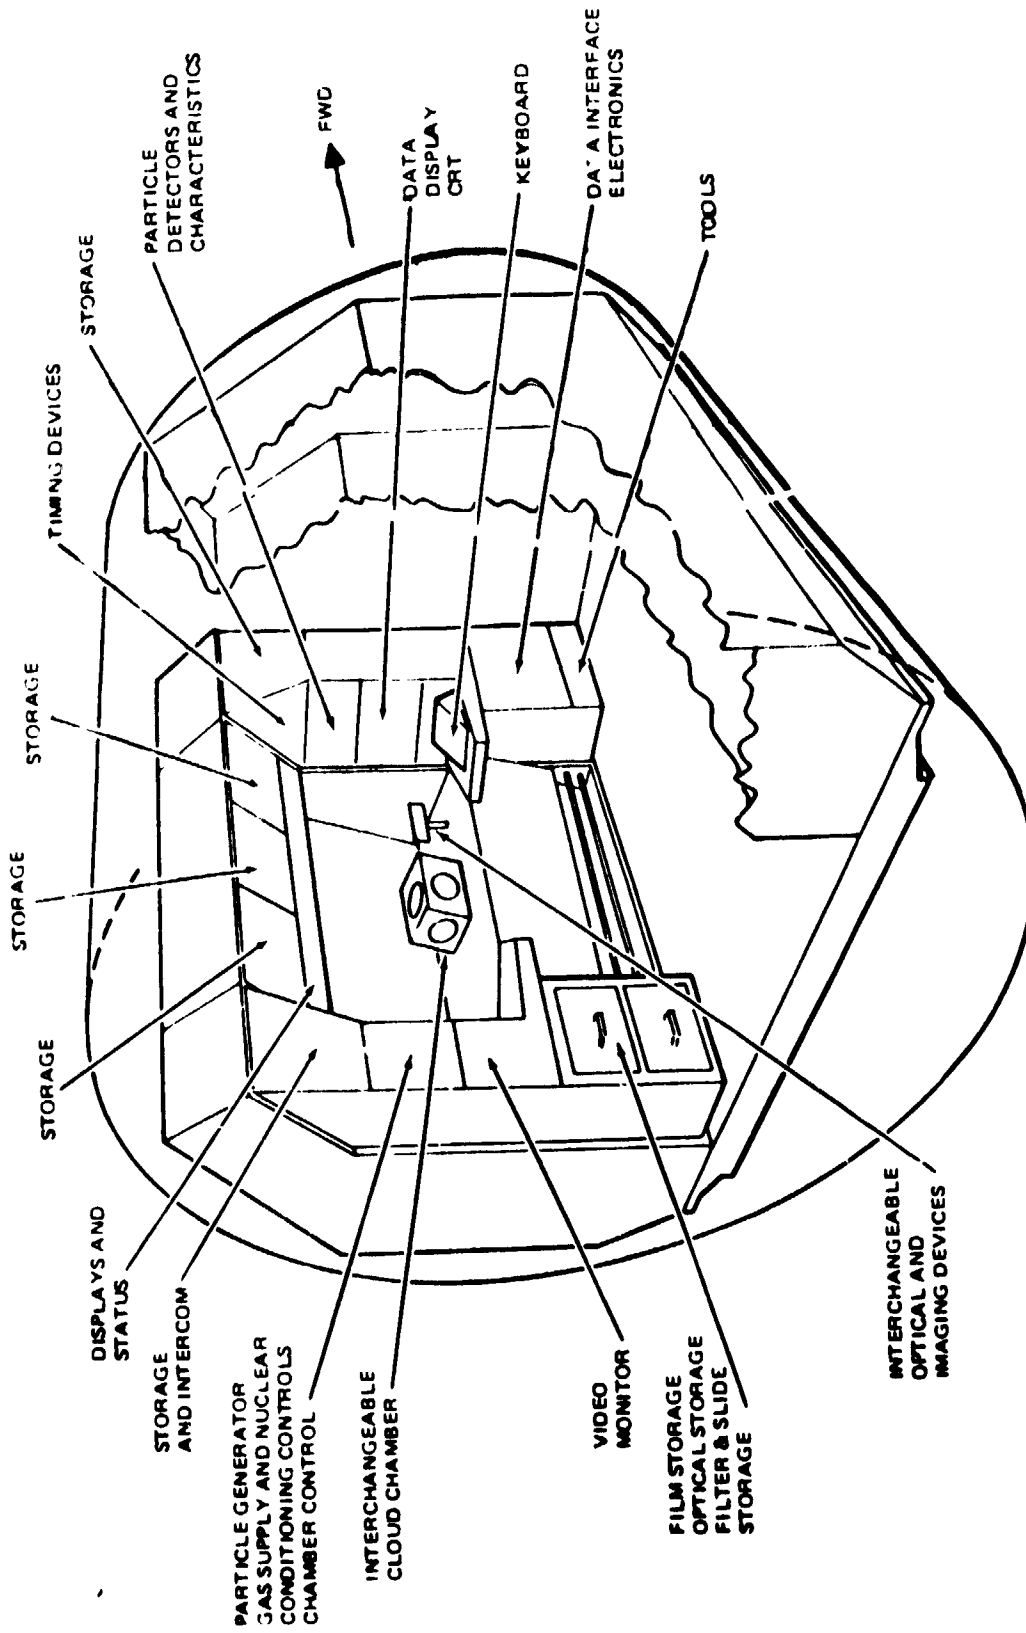 DISPLAYS AND
STATUS
STORAGE
AND INTERCOM
PARTICLE GENERATOR
GAS SUPPLY AND NUCLEAR
CONDITIONING CONTROLS
CHAMBER CONTROL
INTERCHANGEABLE
CLOUD CHAMBER
VIDEO
MONITOR
FILM STORAGE
OPTICAL STORAGE
FILTER & SLIDE
STORAGE
INTERCHANGEABLE
OPTICAL AND
IMAGING DEVICES
STORAGE
STORAGE
STORAGE
TIMING DEVICES
STORAGE
PARTICLE
DETECTORS AND
CHARACTERISTICS
FWD
DATA
DISPLAY
CRT
KEYBOARD
DATA INTERFACE
ELECTRONICS
TOOLS